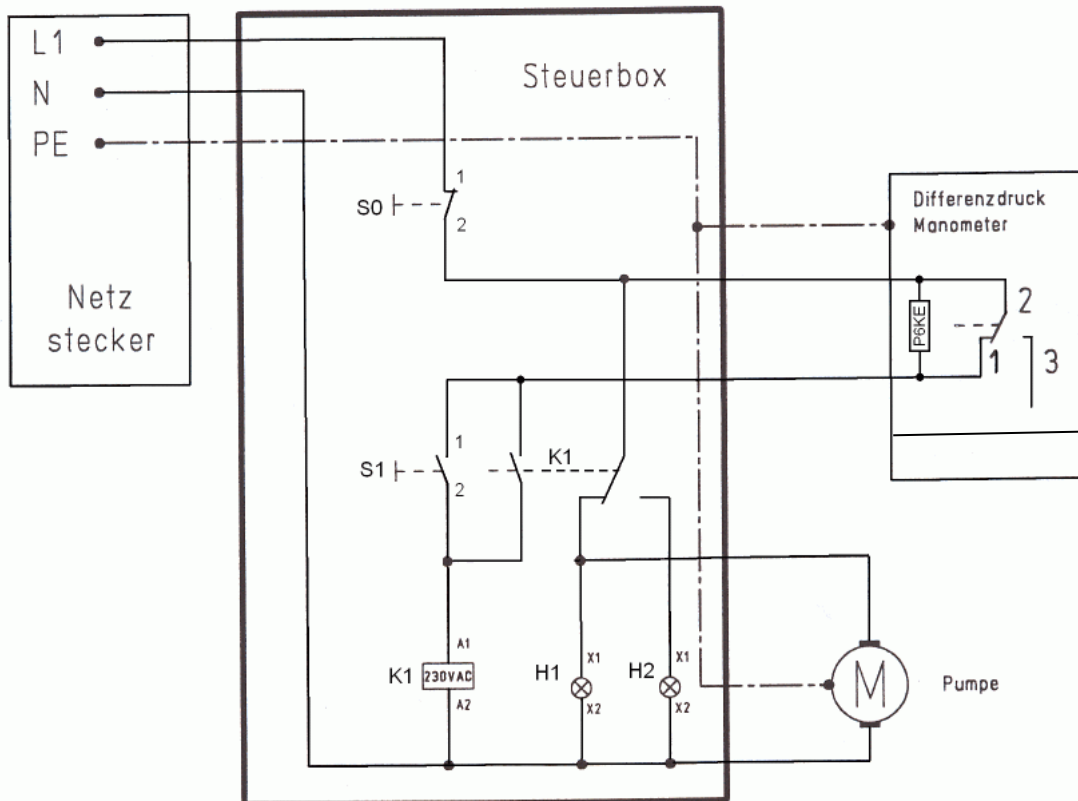 L1
N
PE
Netz
stecker
Steuerbox
S0
1
2
Differenzdruck
Manometer
P6KE
2
1
3
S1
1
2
K1
K1
A1
230VAC
A2
H1
X1
X2
H2
X1
X2
M
Pumpe